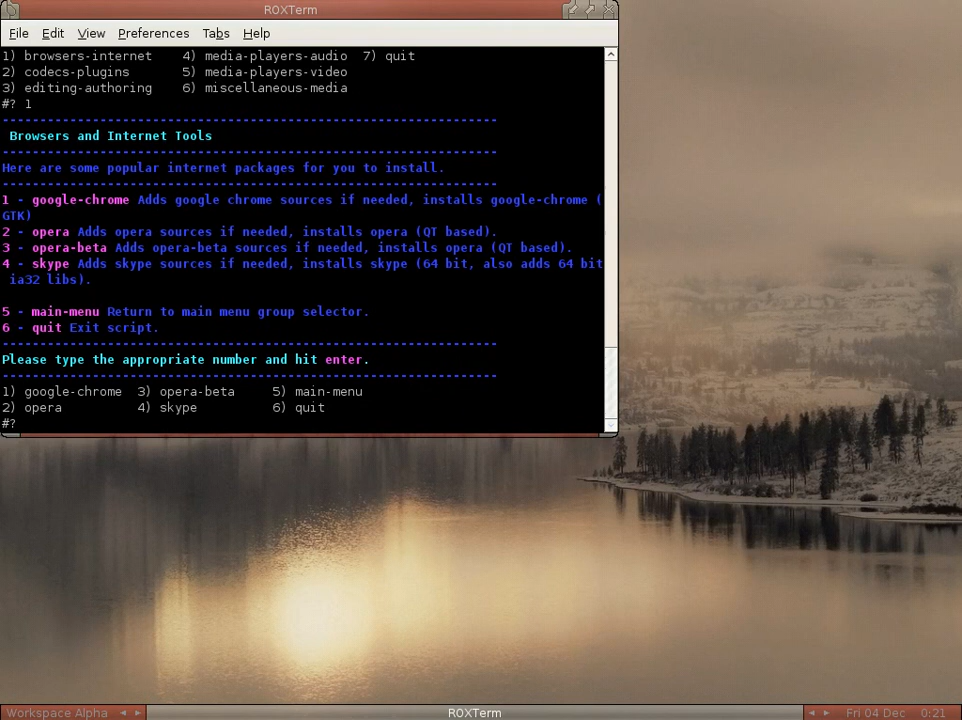 ROXTerm
File Edit View Preferences Tabs Help
1) browsers-internet    4) media-players-audio  7) quit
2) codecs-plugins       5) media-players-video
3) editing-authoring    6) miscellaneous-media
#? 1
------------------------------------------------------------------
 Browsers and Internet Tools
------------------------------------------------------------------
Here are some popular internet packages for you to install.
------------------------------------------------------------------
1 - google-chrome Adds google chrome sources if needed, installs google-chrome (
GTK)
2 - opera Adds opera sources if needed, installs opera (QT based).
3 - opera-beta Adds opera-beta sources if needed, installs opera (QT based).
4 - skype Adds skype sources if needed, installs skype (64 bit, also adds 64 bit
 ia32 libs).
5 - main-menu Return to main menu group selector.
6 - quit Exit script.
------------------------------------------------------------------
Please type the appropriate number and hit enter.
------------------------------------------------------------------
1) google-chrome  3) opera-beta     5) main-menu
2) opera          4) skype          6) quit
#?
Workspace Alpha ROXTerm Fri 04 Dec 0:21